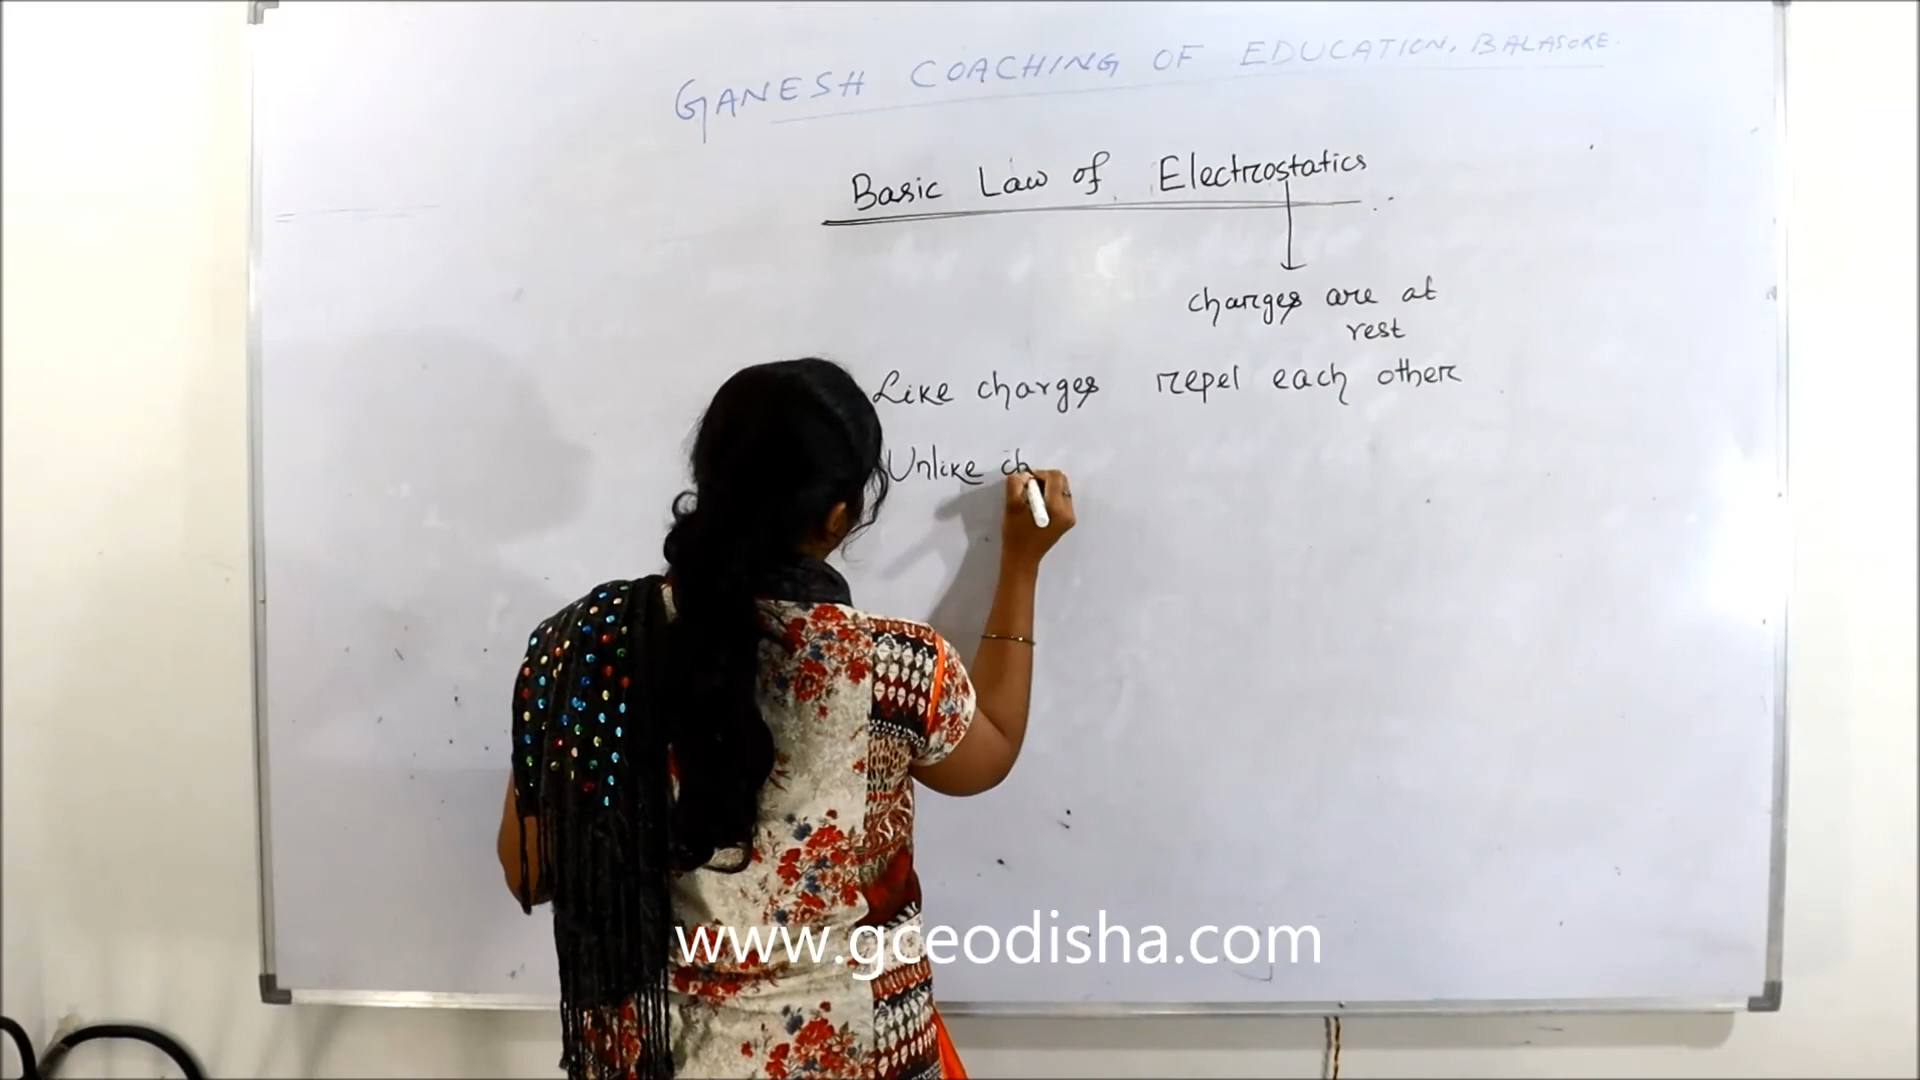 GANESH COACHING OF EDUCATION, BALASORE.
Basic Law of Electrostatics
charges are at
rest
Like charges repel each other
Unlike ch
www.gceodisha.com